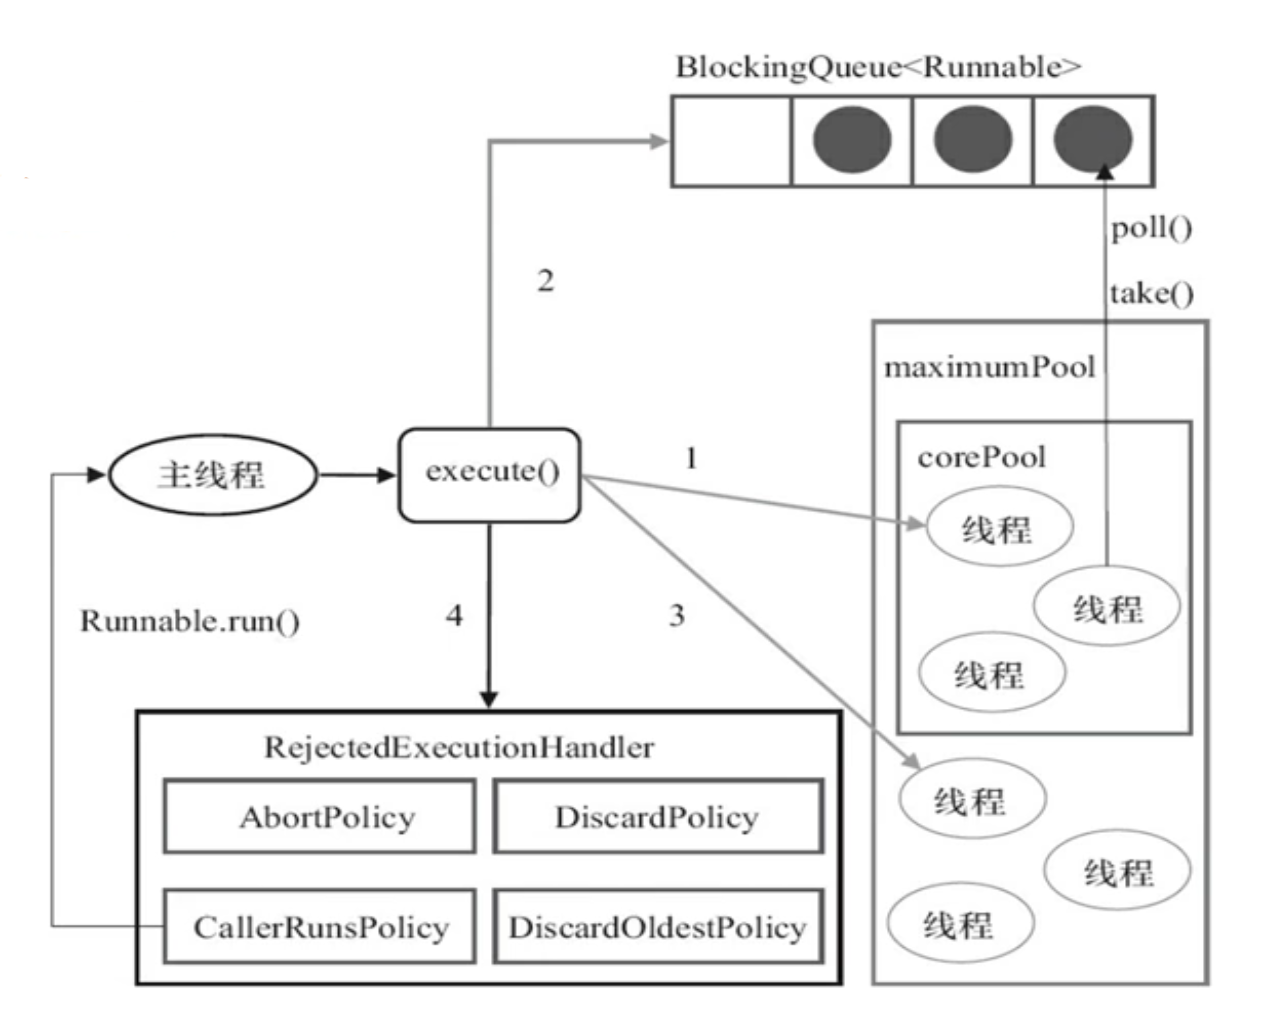 BlockingQueue<Runnable>
poll()
2
take()
maximumPool
主线程
execute()
1
corePool
线程
线程
Runnable.run()
4
3
线程
RejectedExecutionHandler
AbortPolicy
DiscardPolicy
线程
线程
CallerRunsPolicy
DiscardOldestPolicy
线程